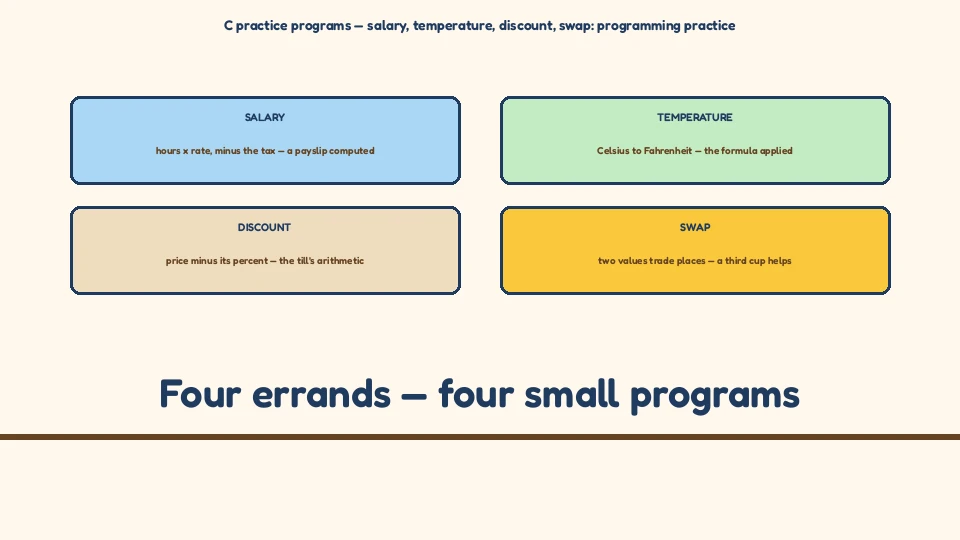 C practice programs — salary, temperature, discount, swap: programming practice
SALARY
hours x rate, minus the tax — a payslip computed
TEMPERATURE
Celsius to Fahrenheit — the formula applied
DISCOUNT
price minus its percent — the till's arithmetic
SWAP
two values trade places — a third cup helps
Four errands — four small programs